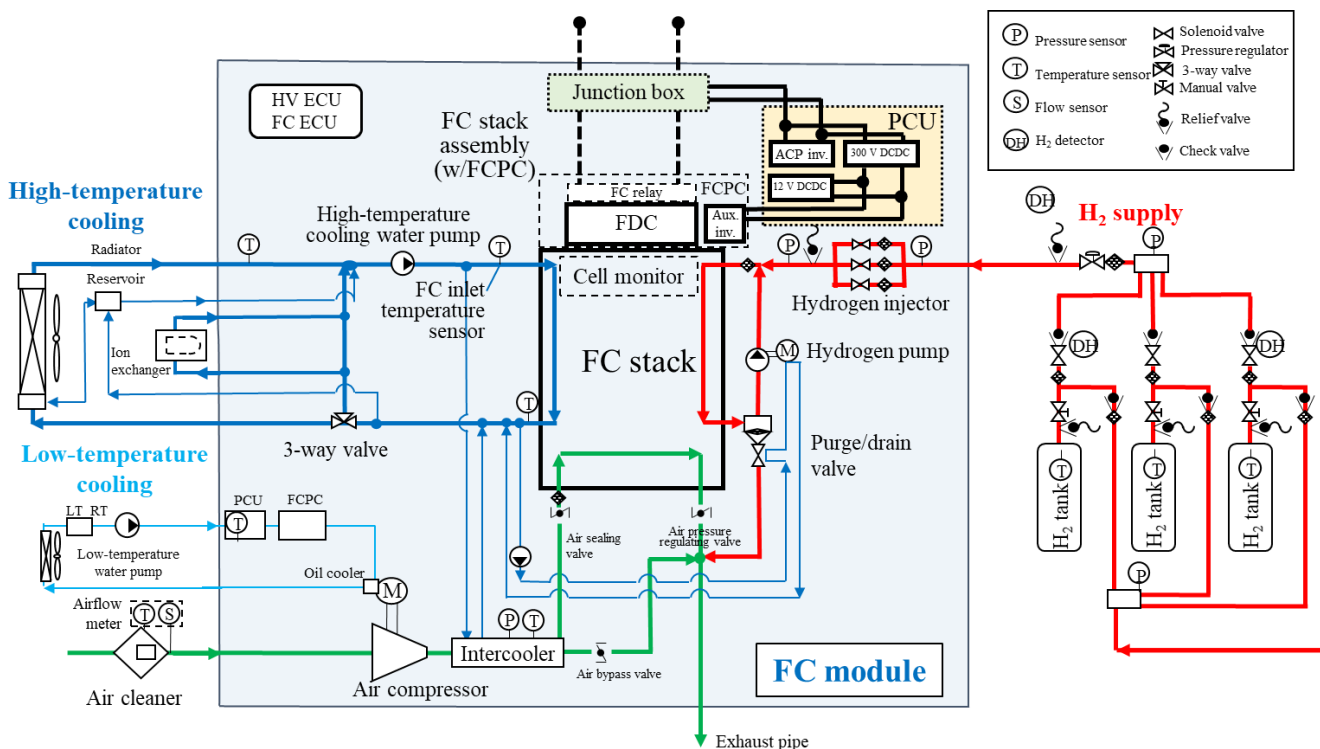 HV ECU
FC ECU
Junction box
FC stack
assembly
(w/FCPC)
PCU
ACP inv.
300 V DCDC
12 V DCDC
FC relay
FCPC
FDC
Aux.
inv.
P
Pressure sensor
T
Temperature sensor
S
Flow sensor
DH
H₂ detector
Solenoid valve
Pressure regulator
3-way valve
Manual valve
Relief valve
Check valve
High-temperature
cooling
Radiator
Reservoir
Ion
exchanger
T
High-temperature
cooling water pump
T
FC inlet
temperature
sensor
Cell monitor
FC stack
P
P
Hydrogen injector
DH
H₂ supply
P
M
Hydrogen pump
Purge/drain
valve
T
3-way valve
DH
DH
T
H₂ tank
T
H₂ tank
T
H₂ tank
P
Low-temperature
cooling
LT RT
PCU
T
FCPC
Low-temperature
water pump
Oil cooler
M
Air sealing
valve
Air pressure
regulating valve
Airflow
meter
T
S
Air cleaner
Air compressor
P
T
Intercooler
Air bypass valve
FC module
Exhaust pipe